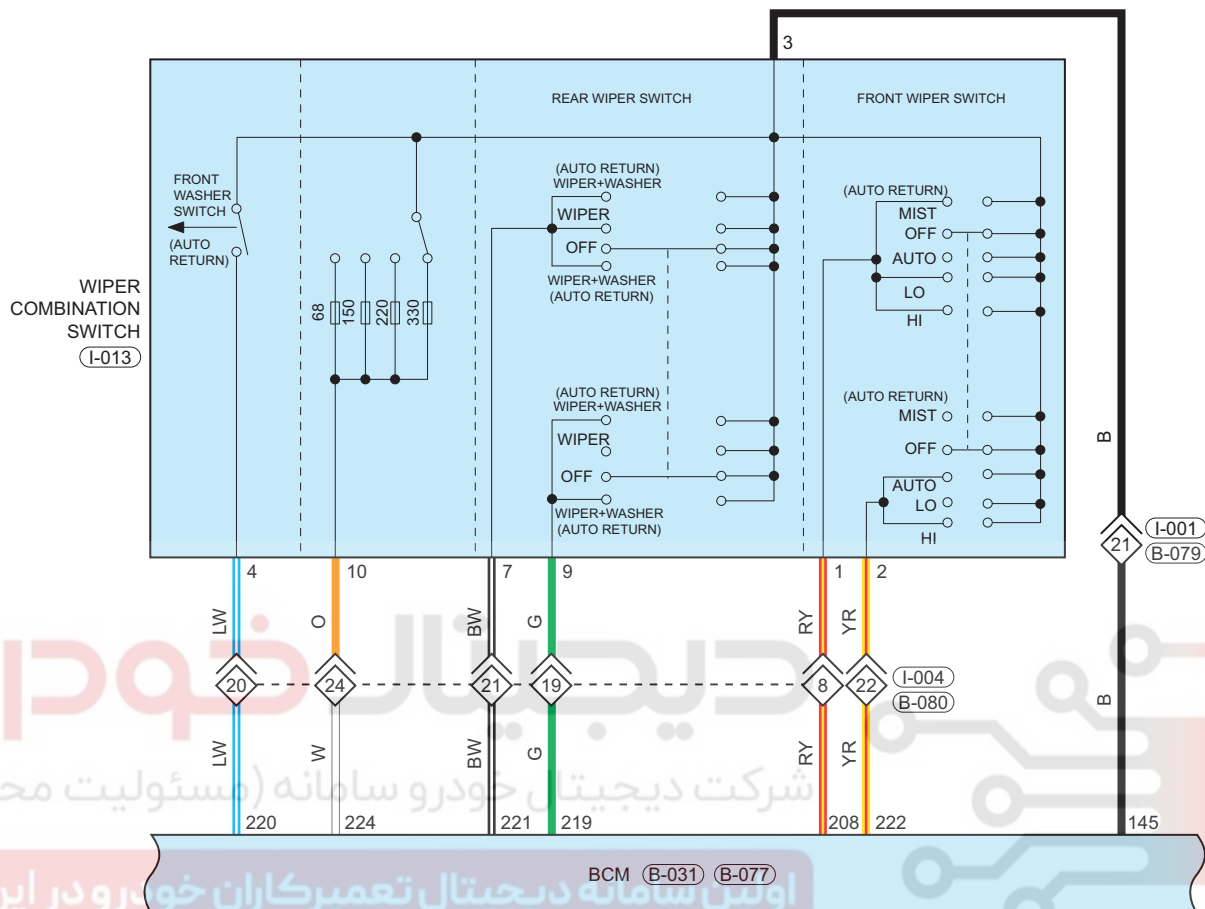 3
REAR WIPER SWITCH
FRONT WIPER SWITCH
FRONT
WASHER
SWITCH
(AUTO
RETURN)
(AUTO RETURN)
WIPER+WASHER
WIPER
OFF
WIPER+WASHER
(AUTO RETURN)
(AUTO RETURN)
MIST
OFF
AUTO
LO
HI
WIPER
COMBINATION
SWITCH
I-013
68
150
220
330
(AUTO RETURN)
WIPER+WASHER
WIPER
OFF
WIPER+WASHER
(AUTO RETURN)
(AUTO RETURN)
MIST
OFF
AUTO
LO
HI
B
21
I-001
B-079
4
10
7
9
1
2
LW
O
BW
G
RY
YR
20
24
21
19
8
22
I-004
B-080
B
LW
W
BW
G
RY
YR
دیجیتال خودر
شرکت دیجیتال خودرو سامانه (مسئولیت مح
220
224
221
219
208
222
145
BCM
B-031
B-077
اولین سامانه دیجیتال تعمیرکاران خودرو در ایر